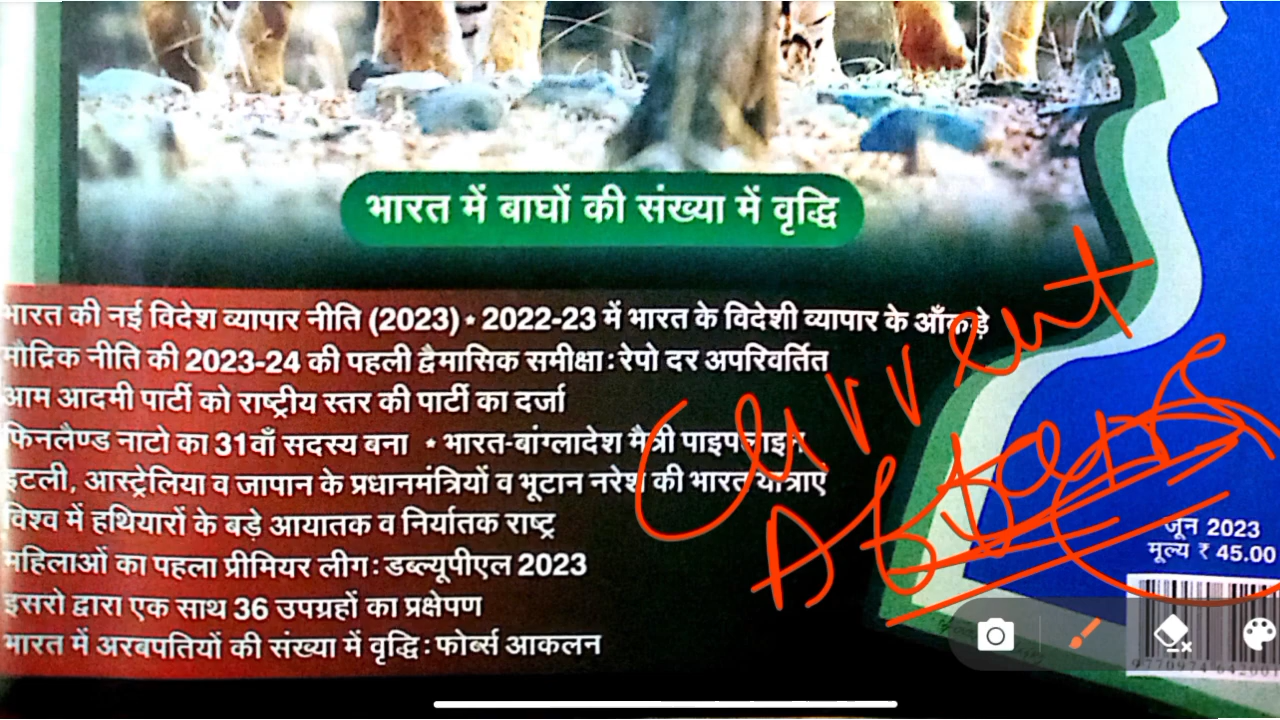 भारत में बाघों की संख्या में वृद्धि
भारत की नई विदेश व्यापार नीति (2023) • 2022-23 में भारत के विदेशी व्यापार के आँकड़े
मौद्रिक नीति की 2023-24 की पहली द्वैमासिक समीक्षा : रेपो दर अपरिवर्तित
आम आदमी पार्टी को राष्ट्रीय स्तर की पार्टी का दर्जा
फिनलैण्ड नाटो का 31वाँ सदस्य बना • भारत-बांग्लादेश मैत्री पाइपलाइन
इटली, आस्ट्रेलिया व जापान के प्रधानमंत्रियों व भूटान नरेश की भारत यात्राएं
विश्व में हथियारों के बड़े आयातक व निर्यातक राष्ट्र
महिलाओं का पहला प्रीमियर लीग : डब्ल्यूपीएल 2023
इसरो द्वारा एक साथ 36 उपग्रहों का प्रक्षेपण
भारत में अरबपतियों की संख्या में वृद्धि : फोर्ब्स आकलन
Current
Affairs
जून 2023
मूल्य ₹ 45.00